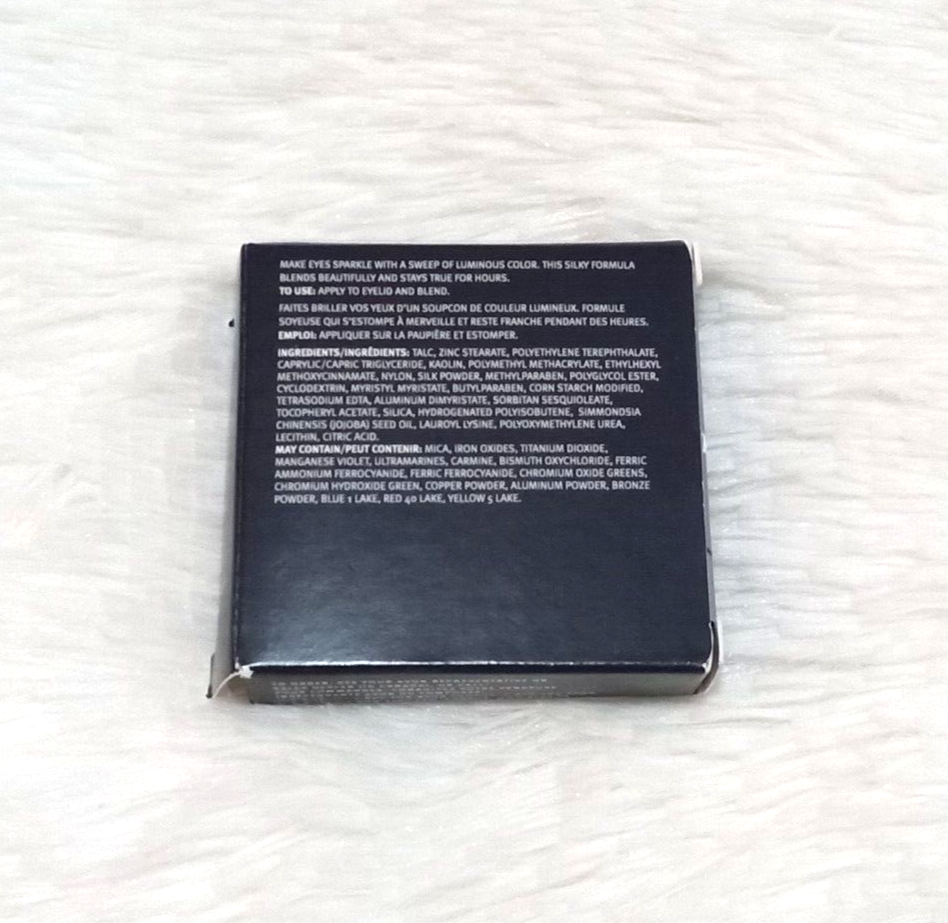 MAKE EYES SPARKLE WITH A SWEEP OF LUMINOUS COLOR. THIS SILKY FORMULA
BLENDS BEAUTIFULLY AND STAYS TRUE FOR HOURS.
TO USE: APPLY TO EYELID AND BLEND.
FAITES BRILLER VOS YEUX D'UN SOUPCON DE COULEUR LUMINEUX. FORMULE
SOYEUSE QUI S'ESTOMPE À MERVEILLE ET RESTE FRANCHE PENDANT DES HEURES.
EMPLOI: APPLIQUER SUR LA PAUPIÈRE ET ESTOMPER.
INGREDIENTS/INGRÉDIENTS: TALC, ZINC STEARATE, POLYETHYLENE TEREPHTHALATE,
CAPRYLIC/CAPRIC TRIGLYCERIDE, KAOLIN, POLYMETHYL METHACRYLATE, ETHYLHEXYL
METHOXYCINNAMATE, NYLON, SILK POWDER, METHYLPARABEN, POLYGLYCOL ESTER,
CYCLODEXTRIN, MYRISTYL MYRISTATE, BUTYLPARABEN, CORN STARCH MODIFIED,
TETRASODIUM EDTA, ALUMINUM DIMYRISTATE, SORBITAN SESQUIOLEATE,
TOCOPHERYL ACETATE, SILICA, HYDROGENATED POLYISOBUTENE, SIMMONDSIA
CHINENSIS (JOJOBA) SEED OIL, LAUROYL LYSINE, POLYOXYMETHYLENE UREA,
LECITHIN, CITRIC ACID.
MAY CONTAIN/PEUT CONTENIR: MICA, IRON OXIDES, TITANIUM DIOXIDE,
MANGANESE VIOLET, ULTRAMARINES, CARMINE, BISMUTH OXYCHLORIDE, FERRIC
AMMONIUM FERROCYANIDE, FERRIC FERROCYANIDE, CHROMIUM OXIDE GREENS,
CHROMIUM HYDROXIDE GREEN, COPPER POWDER, ALUMINUM POWDER, BRONZE
POWDER, BLUE 1 LAKE, RED 40 LAKE, YELLOW 5 LAKE.